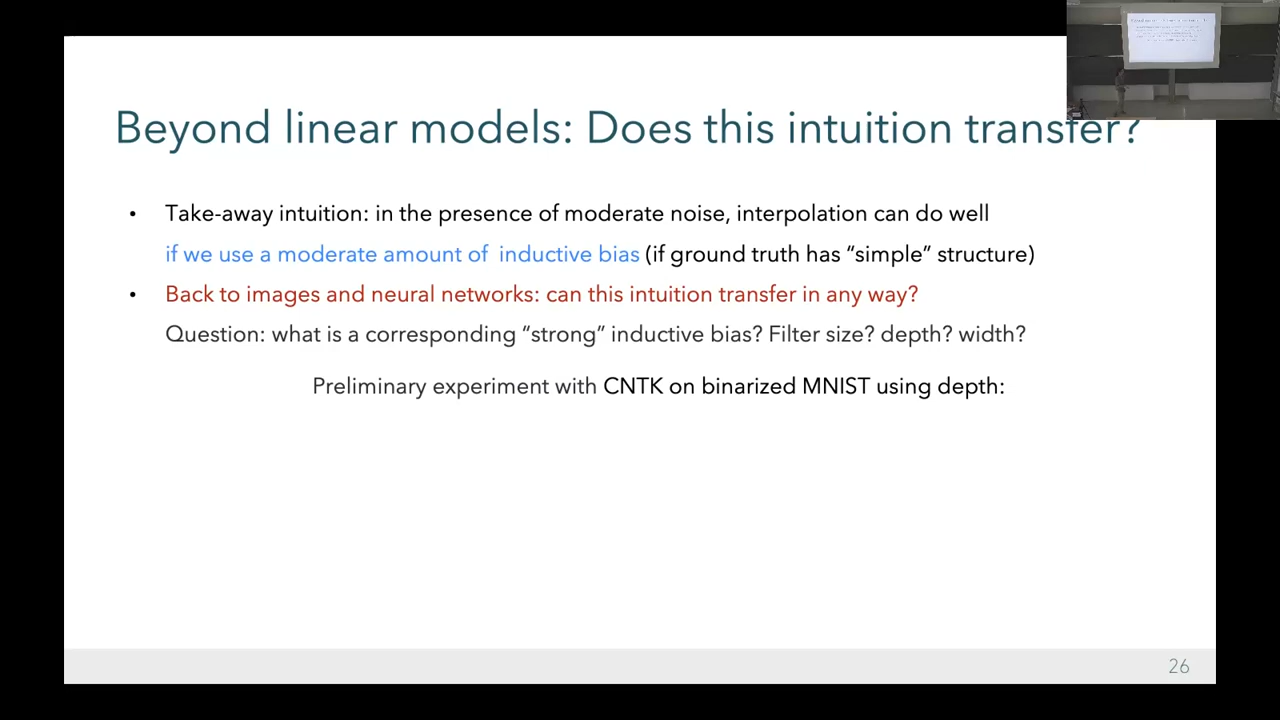 Beyond linear models: Does this intuition transfer?
• Take-away intuition: in the presence of moderate noise, interpolation can do well
if we use a moderate amount of inductive bias (if ground truth has “simple” structure)
• Back to images and neural networks: can this intuition transfer in any way?
Question: what is a corresponding “strong” inductive bias? Filter size? depth? width?
Preliminary experiment with CNTK on binarized MNIST using depth:
26